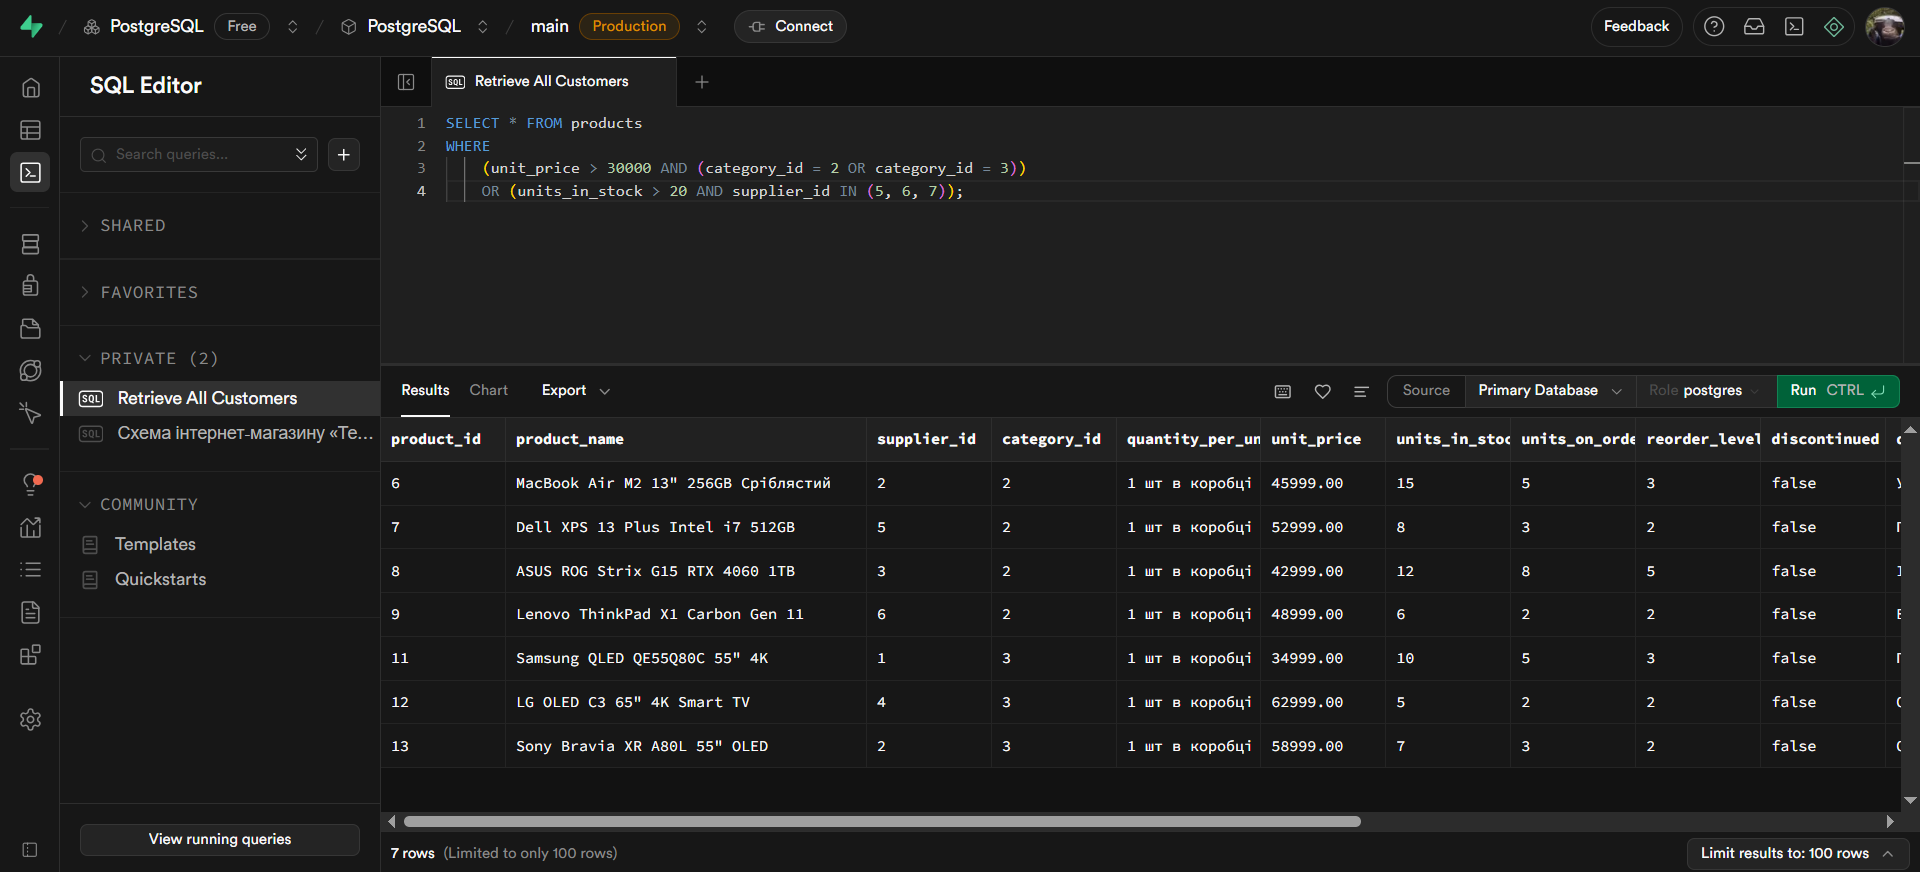 PostgreSQL Free PostgreSQL main Production Connect Feedback
SQL Editor
Search queries...
SHARED
FAVORITES
PRIVATE (2)
SQL Retrieve All Customers
SQL Схема інтернет-магазину «Те...
COMMUNITY
Templates
Quickstarts
View running queries
SQL Retrieve All Customers
1 SELECT * FROM products
2 WHERE
3 (unit_price > 30000 AND (category_id = 2 OR category_id = 3))
4 OR (units_in_stock > 20 AND supplier_id IN (5, 6, 7));
Results Chart Export Source Primary Database Role postgres Run CTRL
product_id product_name supplier_id category_id quantity_per_un unit_price units_in_stoc units_on_orde reorder_level discontinued
6 MacBook Air M2 13" 256GB Сріблястий 2 2 1 шт в коробці 45999.00 15 5 3 false
7 Dell XPS 13 Plus Intel i7 512GB 5 2 1 шт в коробці 52999.00 8 3 2 false
8 ASUS ROG Strix G15 RTX 4060 1TB 3 2 1 шт в коробці 42999.00 12 8 5 false
9 Lenovo ThinkPad X1 Carbon Gen 11 6 2 1 шт в коробці 48999.00 6 2 2 false
11 Samsung QLED QE55Q80C 55" 4K 1 3 1 шт в коробці 34999.00 10 5 3 false
12 LG OLED C3 65" 4K Smart TV 4 3 1 шт в коробці 62999.00 5 2 2 false
13 Sony Bravia XR A80L 55" OLED 2 3 1 шт в коробці 58999.00 7 3 2 false
7 rows (Limited to only 100 rows)
Limit results to: 100 rows